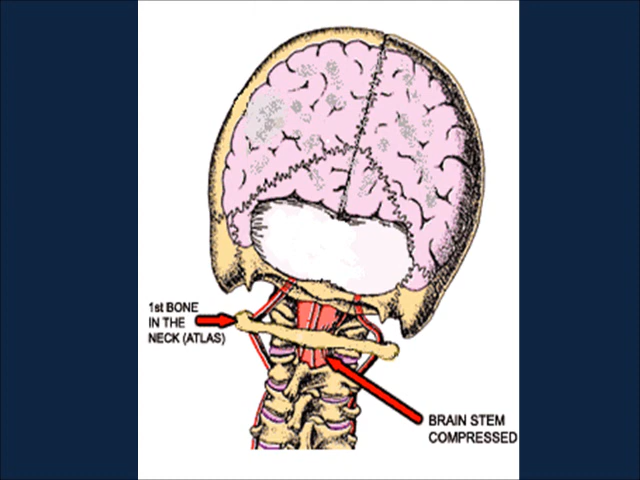 1st BONE
IN THE
NECK (ATLAS)
BRAIN STEM
COMPRESSED